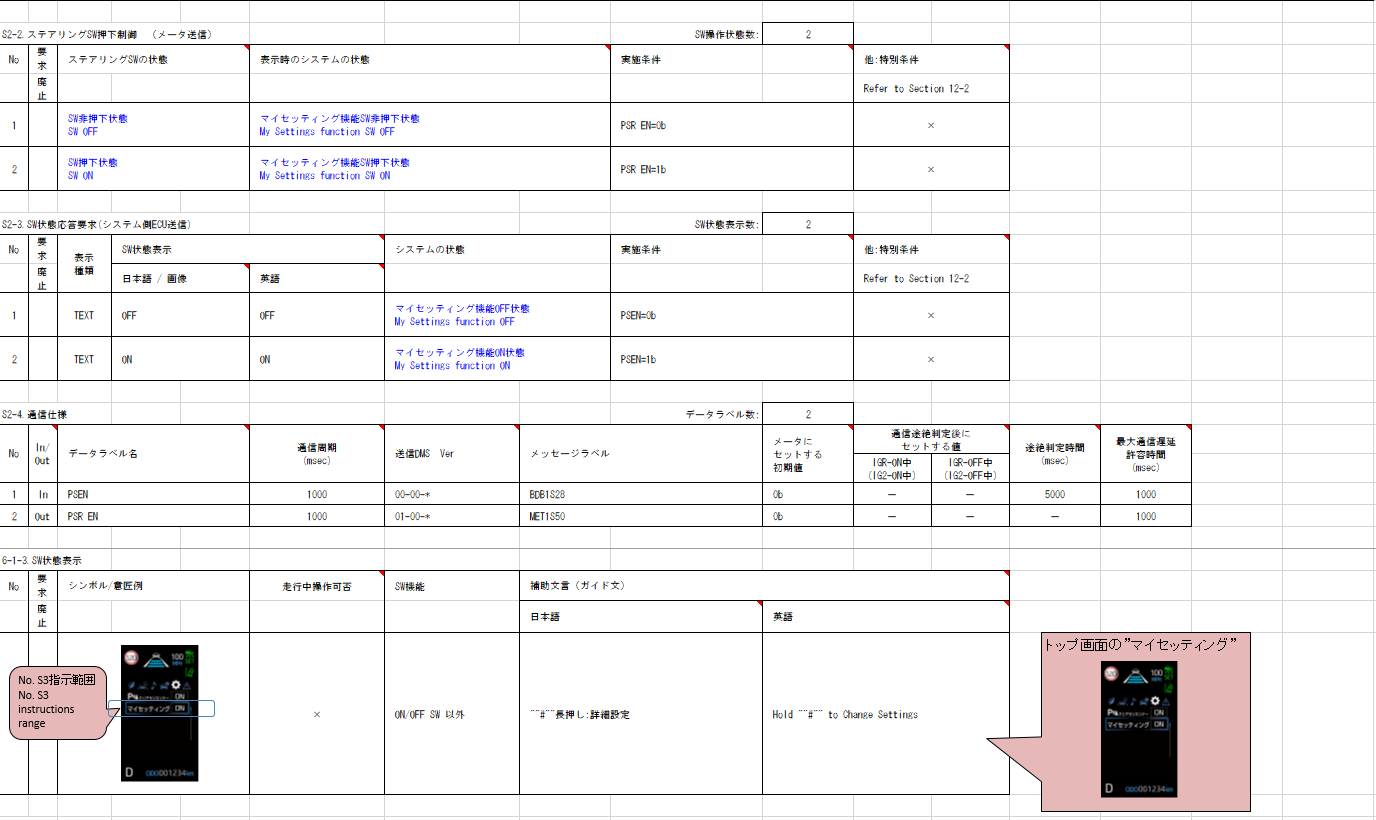 S2-2.ステアリングSW押下制御 （メータ送信）
SW操作状態数: 2
No 要求 ステアリングSWの状態 表示時のシステムの状態 実施条件 他:特別条件
廃止 Refer to Section 12-2
1 SW非押下状態 マイセッティング機能SW非押下状態 PSR EN=0b ×
SW OFF My Settings function SW OFF
2 SW押下状態 マイセッティング機能SW押下状態 PSR EN=1b ×
SW ON My Settings function SW ON
S2-3.SW状態応答要求(システム側ECU送信)
SW状態表示数: 2
No 要求 表示種類 SW状態表示 システムの状態 実施条件 他:特別条件
廃止 日本語 / 画像 英語 Refer to Section 12-2
1 TEXT OFF OFF マイセッティング機能OFF状態 PSEN=0b ×
My Settings function OFF
2 TEXT ON ON マイセッティング機能ON状態 PSEN=1b ×
My Settings function ON
S2-4.通信仕様
データラベル数: 2
No In/Out データラベル名 通信周期(msec) 送信DMS Ver メッセージラベル メータにセットする初期値 通信途絶判定後にセットする値 途絶判定時間(msec) 最大通信遅延許容時間(msec)
IGR-ON中(IG2-ON中) IGR-OFF中(IG2-OFF中)
1 In PSEN 1000 00-00-* BDB1S28 0b － － 5000 1000
2 Out PSR EN 1000 01-00-* MET1S50 0b － － － 1000
6-1-3.SW状態表示
No 要求 シンボル/意匠例 走行中操作可否 SW機能 補助文言（ガイド文）
廃止 日本語 英語
No. S3指示範囲
No. S3
instructions
range
100
ON
マイセッティング ON
D ODO001234km
×
ON/OFF SW 以外
"”#"”長押し:詳細設定
Hold "”#"” to Change Settings
トップ画面の”マイセッティング”
100
ON
マイセッティング ON
D ODO001234km